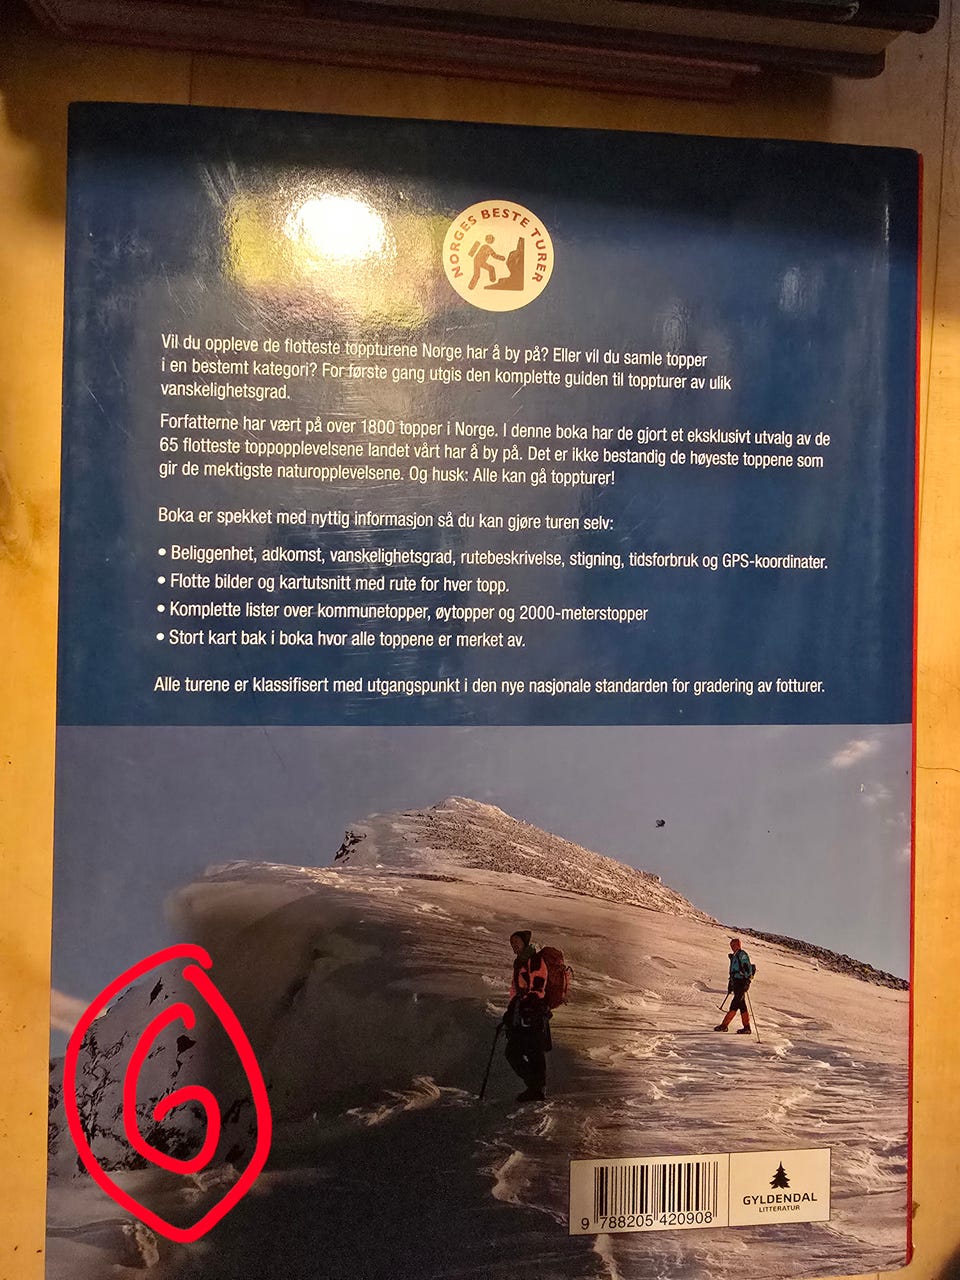 NORGES BESTE TURER
Vil du oppleve de flotteste toppturene Norge har å by på? Eller vil du samle topper
i en bestemt kategori? For første gang utgis den komplette guiden til toppturer av ulik
vanskelighetsgrad.
Forfatterne har vært på over 1800 topper i Norge. I denne boka har de gjort et eksklusivt utvalg av de
65 flotteste toppopplevelsene landet vårt har å by på. Det er ikke bestandig de høyeste toppene som
gir de mektigste naturopplevelsene. Og husk: Alle kan gå toppturer!
Boka er spekket med nyttig informasjon så du kan gjøre turen selv:
• Beliggenhet, adkomst, vanskelighetsgrad, rutebeskrivelse, stigning, tidsforbruk og GPS-koordinater.
• Flotte bilder og kartutsnitt med rute for hver topp.
• Komplette lister over kommunetopper, øytopper og 2000-meterstopper
• Stort kart bak i boka hvor alle toppene er merket av.
Alle turene er klassifisert med utgangspunkt i den nye nasjonale standarden for gradering av fotturer.
6
GYLDENDAL
LITTERATUR
9 788205 420908